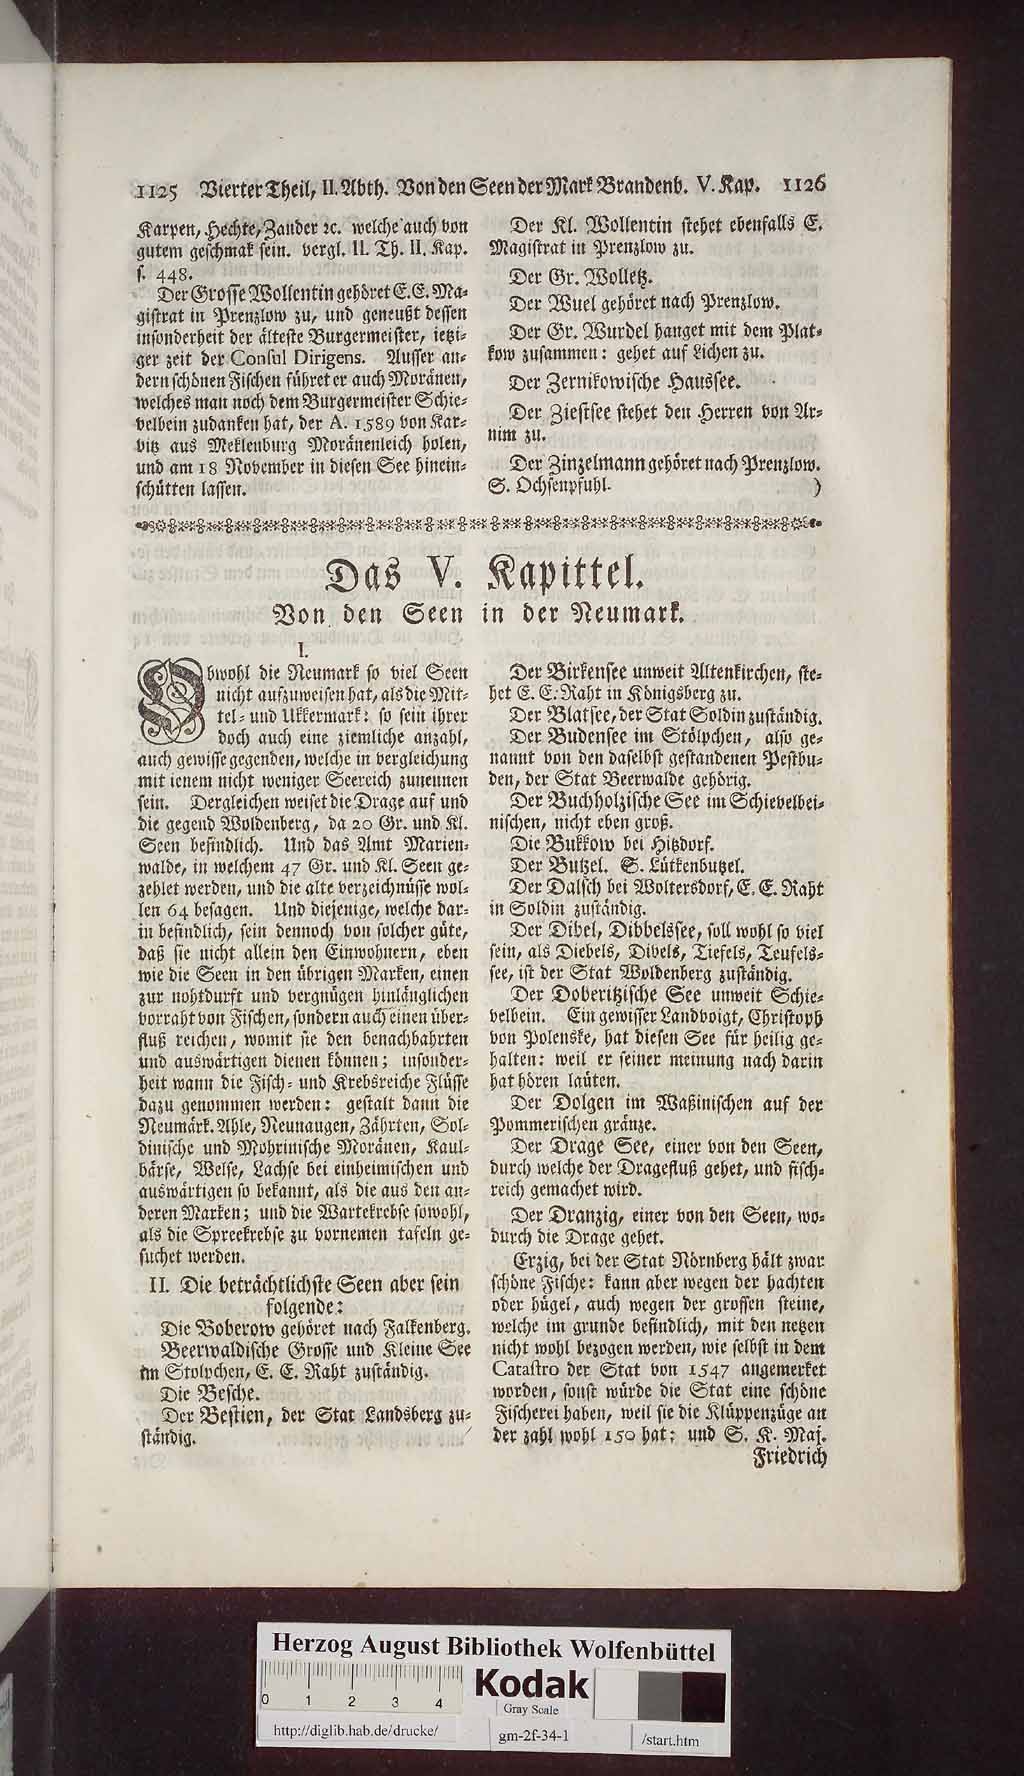 1125 Vierter Theil, II. Abth. Von den Seen der Mark Brandenb. V. Kap. 1126
Karpen, Hechte, Zander ꝛc. welche auch von
gutem geschmak sein. vergl. II. Th. II. Kap.
s. 448.
Der Grosse Wollentin gehöret E. E. Ma-
gistrat in Prenzlow zu, und geneußt dessen
insonderheit der älteste Burgermeister, ietzi-
ger zeit der Consul Dirigens. Ausser an-
dern schönen Fischen führet er auch Moränen,
welches man noch dem Burgermeister Schie-
velbein zudanken hat, der A. 1589 von Kar-
vitz aus Meklenburg Moränenleich holen,
und am 18 November in diesen See hinein-
schütten lassen.
Der Kl. Wollentin stehet ebenfalls E.
Magistrat in Prenzlow zu.
Der Gr. Wolletz.
Der Wuel gehöret nach Prenzlow.
Der Gr. Wurdel hanget mit dem Plat-
kow zusammen: gehet auf Lichen zu.
Der Zernikowische Haussee.
Der Ziestsee stehet den Herren von Ar-
nim zu.
Der Zinzelmann gehöret nach Prenzlow.
S. Ochsenpfuhl. )
Das V. Kapittel.
Von den Seen in der Neumark.
I.
Obwohl die Neumark so viel Seen
nicht aufzuweisen hat, als die Mit-
tel- und Ukkermark: so sein ihrer
doch auch eine ziemliche anzahl,
auch gewisse gegenden, welche in vergleichung
mit ienem nicht weniger Seereich zunennen
sein. Dergleichen weiset die Drage auf und
die gegend Woldenberg, da 20 Gr. und Kl.
Seen befindlich. Und das Amt Marien-
walde, in welchem 47 Gr. und Kl. Seen ge-
zehlet werden, und die alte verzeichnüsse wol-
len 64 besagen. Und diejenige, welche dar-
in befindlich, sein dennoch von solcher güte,
daß sie nicht allein den Einwohnern, eben
wie die Seen in den übrigen Marken, einen
zur nohtdurft und vergnügen hinlänglichen
vorraht von Fischen, sondern auch einen über-
fluß reichen, womit sie den benachbahrten
und auswärtigen dienen können; insonder-
heit wann die Fisch- und Krebsreiche Flüsse
dazu genommen werden: gestalt dann die
Neumärk. Ahle, Neunaugen, Zährten, Sol-
dinische und Mohrinische Moränen, Kaul-
bärse, Welse, Lachse bei einheimischen und
auswärtigen so bekannt, als die aus den an-
deren Marken; und die Wartekrebse sowohl,
als die Spreekrebse zu vornemen tafeln ge-
suchet werden.
II. Die beträchtlichste Seen aber sein
folgende:
Die Boberow gehöret nach Falkenberg.
Beerwaldische Grosse und Kleine See
im Stolpchen, E. E. Raht zuständig.
Die Besche.
Der Bestien, der Stat Landsberg zu-
ständig.
Der Birkensee unweit Altenkirchen, ste-
het E. E. Raht in Königsberg zu.
Der Blatsee, der Stat Soldin zuständig.
Der Budensee im Stölpchen, also ge-
nannt von den daselbst gestandenen Pestbu-
den, der Stat Beerwalde gehörig.
Der Buchholzische See im Schievelbei-
nischen, nicht eben groß.
Die Bukkow bei Hitzdorf.
Der Butzel. S. Lütkenbutzel.
Der Dalsch bei Woltersdorf, E. E. Raht
in Soldin zuständig.
Der Dibel, Dibbelssee, soll wohl so viel
sein, als Diebels, Dibels, Tiefels, Teufels-
see, ist der Stat Woldenberg zuständig.
Der Doberitzische See unweit Schie-
velbein. Ein gewisser Landvoigt, Christoph
von Polenske, hat diesen See für heilig ge-
halten: weil er seiner meinung nach darin
hat hören läuten.
Der Dolgen im Waßinischen auf der
Pommerischen gränze.
Der Drage See, einer von den Seen,
durch welche der Dragefluß gehet, und fisch-
reich gemachet wird.
Der Dranzig, einer von den Seen, wo-
durch die Drage gehet.
Erzig, bei der Stat Nörnberg hält zwar
schöne Fische: kann aber wegen der hachten
oder hügel, auch wegen der grossen steine,
welche im grunde befindlich, mit den netzen
nicht wohl bezogen werden, wie selbst in dem
Catastro der Stat von 1547 angemerket
worden, sonst würde die Stat eine schöne
Fischerei haben, weil sie die Klüppenzüge an
der zahl wohl 150 hat: und S. K. Maj.
Friedrich
Herzog August Bibliothek Wolfenbüttel
0 1 2 3 4
Kodak
Gray Scale
http://diglib.hab.de/drucke/
gm-2f-34-1
/start.htm